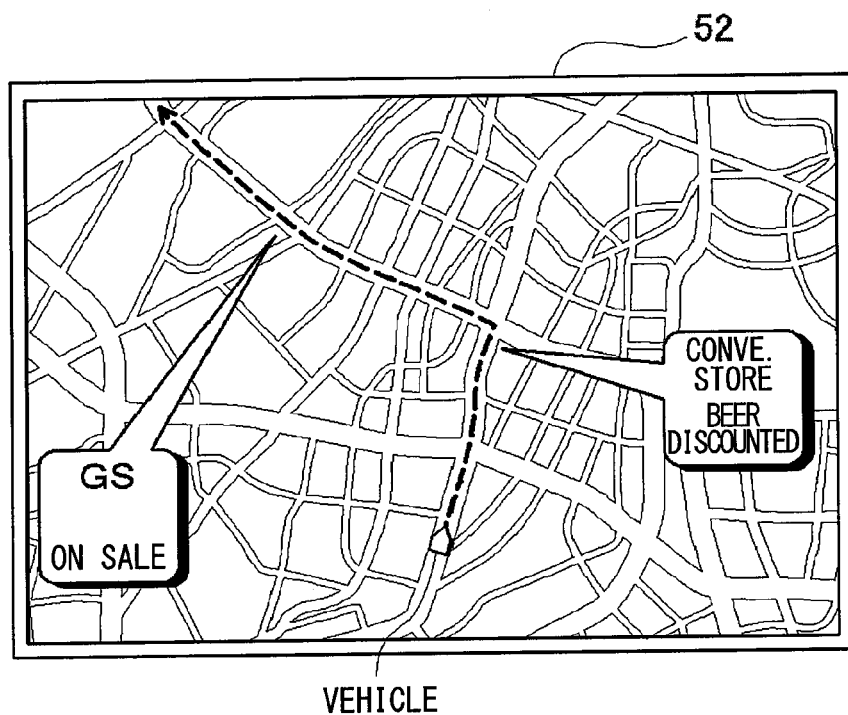 52
CONVE.
STORE
BEER
DISCOUNTED
GS
ON SALE
VEHICLE